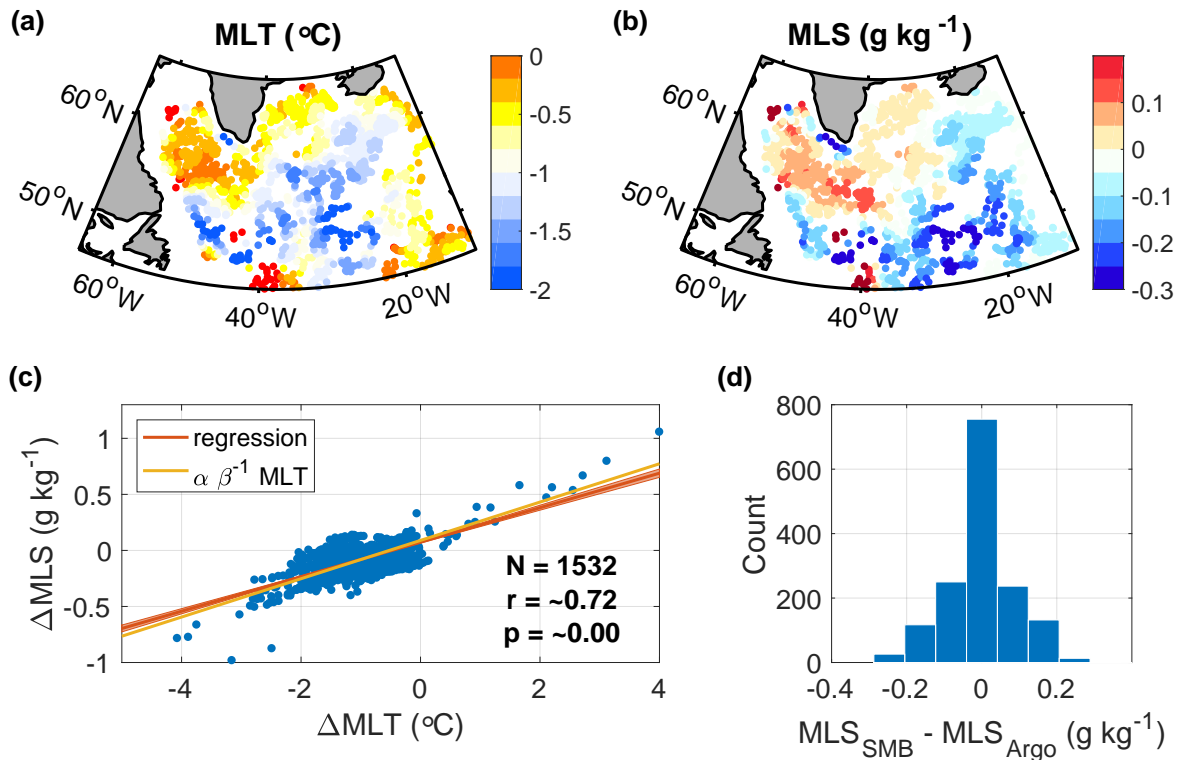 (a)
MLT (°C)
60°N
50°N
60°W
40°W
20°W
0
-0.5
-1
-1.5
-2
(b)
MLS (g kg⁻¹)
60°N
50°N
60°W
40°W
20°W
0.1
0
-0.1
-0.2
-0.3
(c)
regression
α β⁻¹ MLT
N = 1532
r = ~0.72
p = ~0.00
1
0.5
0
-0.5
-1
ΔMLS (g kg⁻¹)
-4
-2
0
2
4
ΔMLT (°C)
(d)
800
600
400
200
0
Count
-0.4
-0.2
0
0.2
MLS_SMB - MLS_Argo (g kg⁻¹)